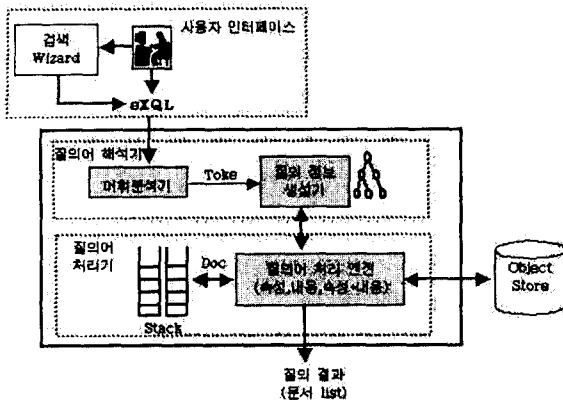 사용자 인터페이스
검색
Wizard
eXQL
질의어 해석기
어휘분석기
Toke
질의 정보
생성기
질의어
처리기
Doc
질의어 처리 엔진
(속성,내용,속성+내용)
Stack
Object
Store
질의 결과
(문서 list)